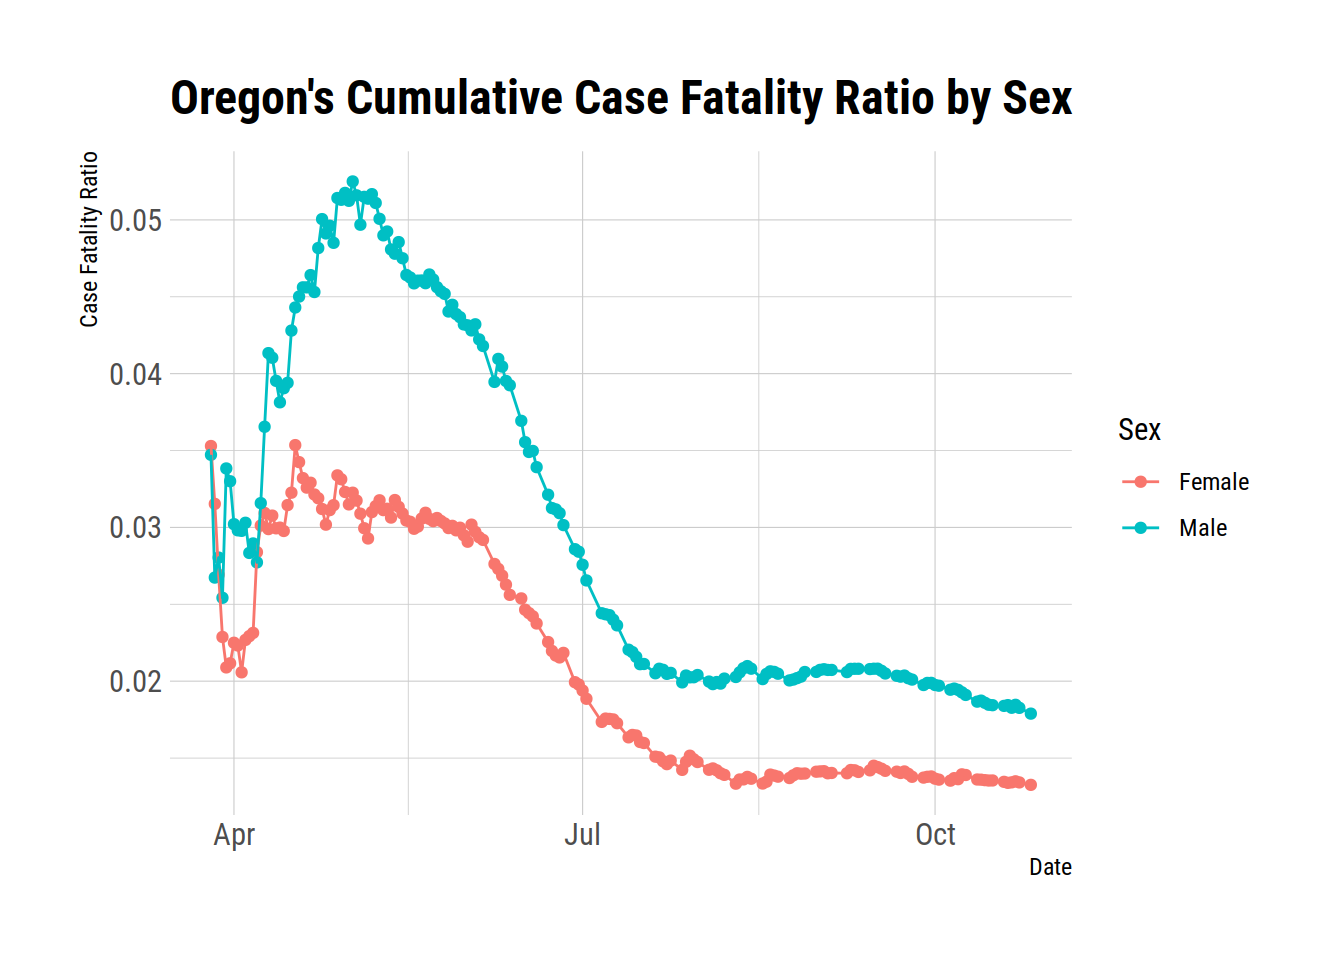 Oregon's Cumulative Case Fatality Ratio by Sex
Case Fatality Ratio
0.05
0.04
0.03
0.02
Apr
Jul
Oct
Date
Sex
Female
Male